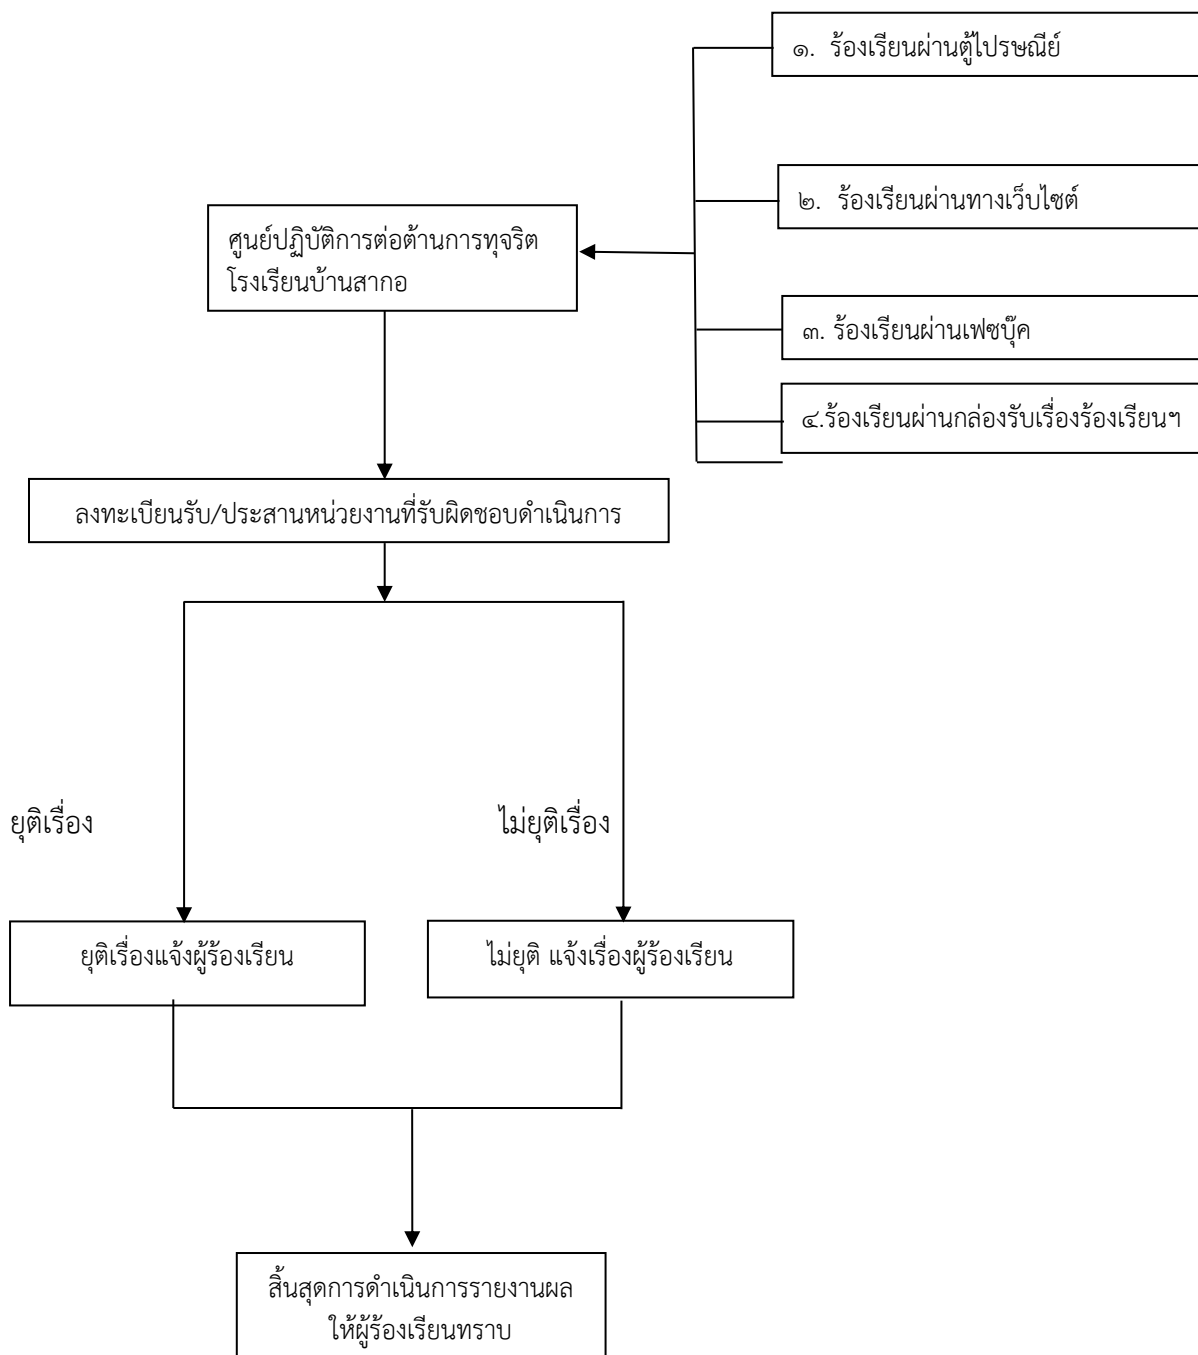 ๑. ร้องเรียนผ่านตู้ไปรษณีย์
๒. ร้องเรียนผ่านทางเว็บไซต์
ศูนย์ปฏิบัติการต่อต้านการทุจริต
โรงเรียนบ้านสากอ
๓. ร้องเรียนผ่านเฟซบุ๊ค
๔.ร้องเรียนผ่านกล่องรับเรื่องร้องเรียนฯ
ลงทะเบียนรับ/ประสานหน่วยงานที่รับผิดชอบดำเนินการ
ยุติเรื่อง
ไม่ยุติเรื่อง
ยุติเรื่องแจ้งผู้ร้องเรียน
ไม่ยุติ แจ้งเรื่องผู้ร้องเรียน
สิ้นสุดการดำเนินการรายงานผล
ให้ผู้ร้องเรียนทราบ